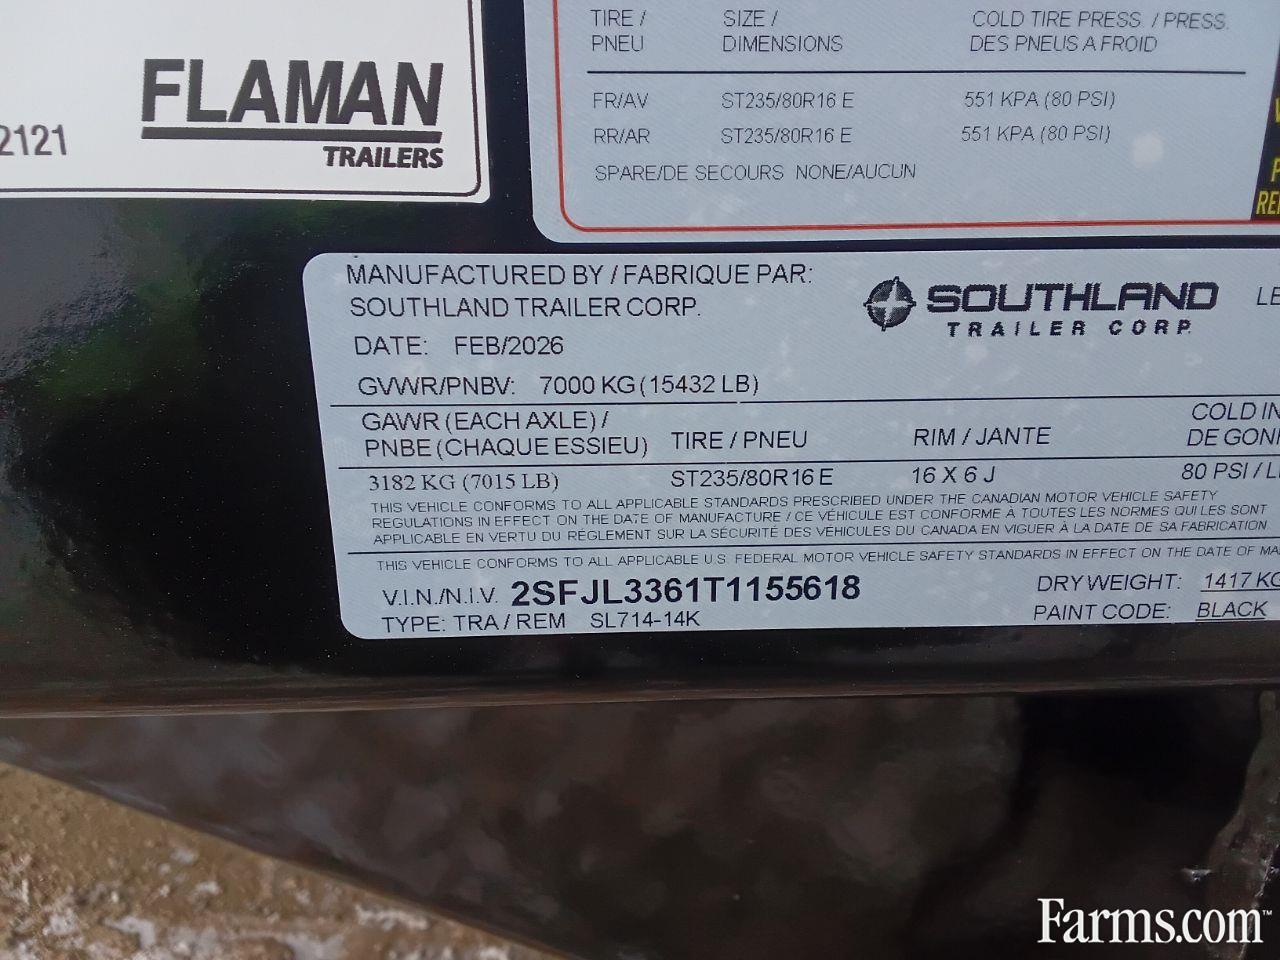 2121
FLAMAN
TRAILERS
TIRE / SIZE / COLD TIRE PRESS. / PRESS.
PNEU DIMENSIONS DES PNEUS A FROID
FR/AV ST235/80R16 E 551 KPA (80 PSI)
RR/AR ST235/80R16 E 551 KPA (80 PSI)
SPARE/DE SECOURS NONE/AUCUN
MANUFACTURED BY / FABRIQUE PAR:
SOUTHLAND TRAILER CORP.
SOUTHLAND
TRAILER CORP.
DATE: FEB/2026
GVWR/PNBV: 7000 KG (15432 LB)
GAWR (EACH AXLE) /
PNBE (CHAQUE ESSIEU) TIRE / PNEU RIM / JANTE
COLD
3182 KG (7015 LB) ST235/80R16 E 16 X 6 J 80 PSI /
THIS VEHICLE CONFORMS TO ALL APPLICABLE STANDARDS PRESCRIBED UNDER THE CANADIAN MOTOR VEHICLE SAFETY
REGULATIONS IN EFFECT ON THE DATE OF MANUFACTURE / CE VÉHICULE EST CONFORME À TOUTES LES NORMES QUI LES SONT
APPLICABLE EN VERTU DU RÉGLEMENT SUR LA SÉCURITÉ DES VÉHICULES DU CANADA EN VIGUER À LA DATE DE SA FABRICATION.
THIS VEHICLE CONFORMS TO ALL APPLICABLE U.S. FEDERAL MOTOR VEHICLE SAFETY STANDARDS IN EFFECT ON THE DATE OF
V.I.N./N.I.V. 2SFJL3361T1155618 DRY WEIGHT: 1417 KG
TYPE: TRA / REM SL714-14K PAINT CODE: BLACK
Farms.com™